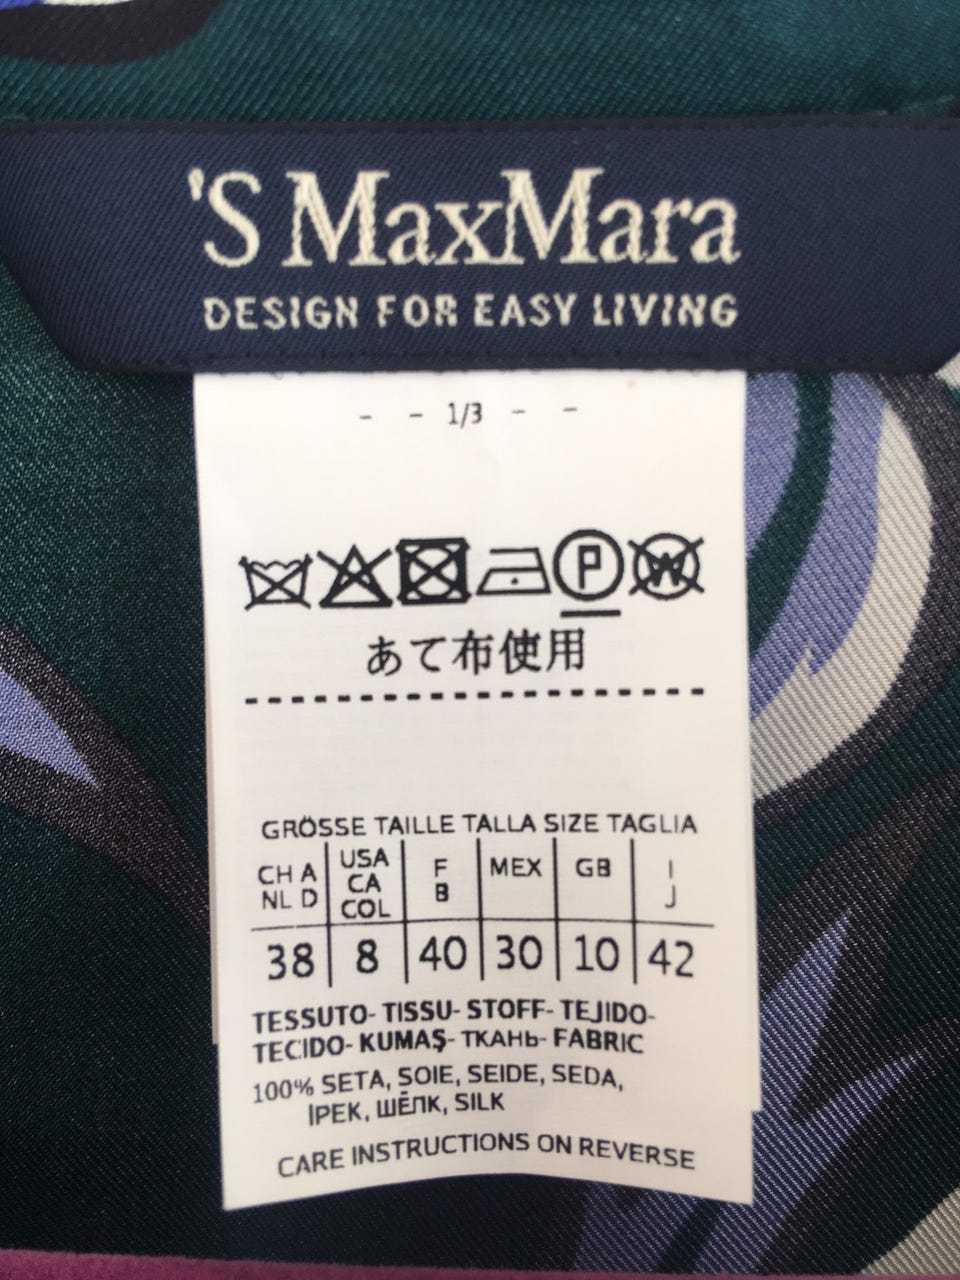 'S MaxMara
DESIGN FOR EASY LIVING
- - 1/3 - -
P W
あて布使用
GRÖSSE TAILLE TALLA SIZE TAGLIA
CH A NL D USA CA COL F B MEX GB I J
38 8 40 30 10 42
TESSUTO- TISSU- STOFF- TEJIDO-
TECIDO- KUMAŞ- ТКАНЬ- FABRIC
100% SETA, SOIE, SEIDE, SEDA,
İPEK, ШЁЛК, SILK
CARE INSTRUCTIONS ON REVERSE